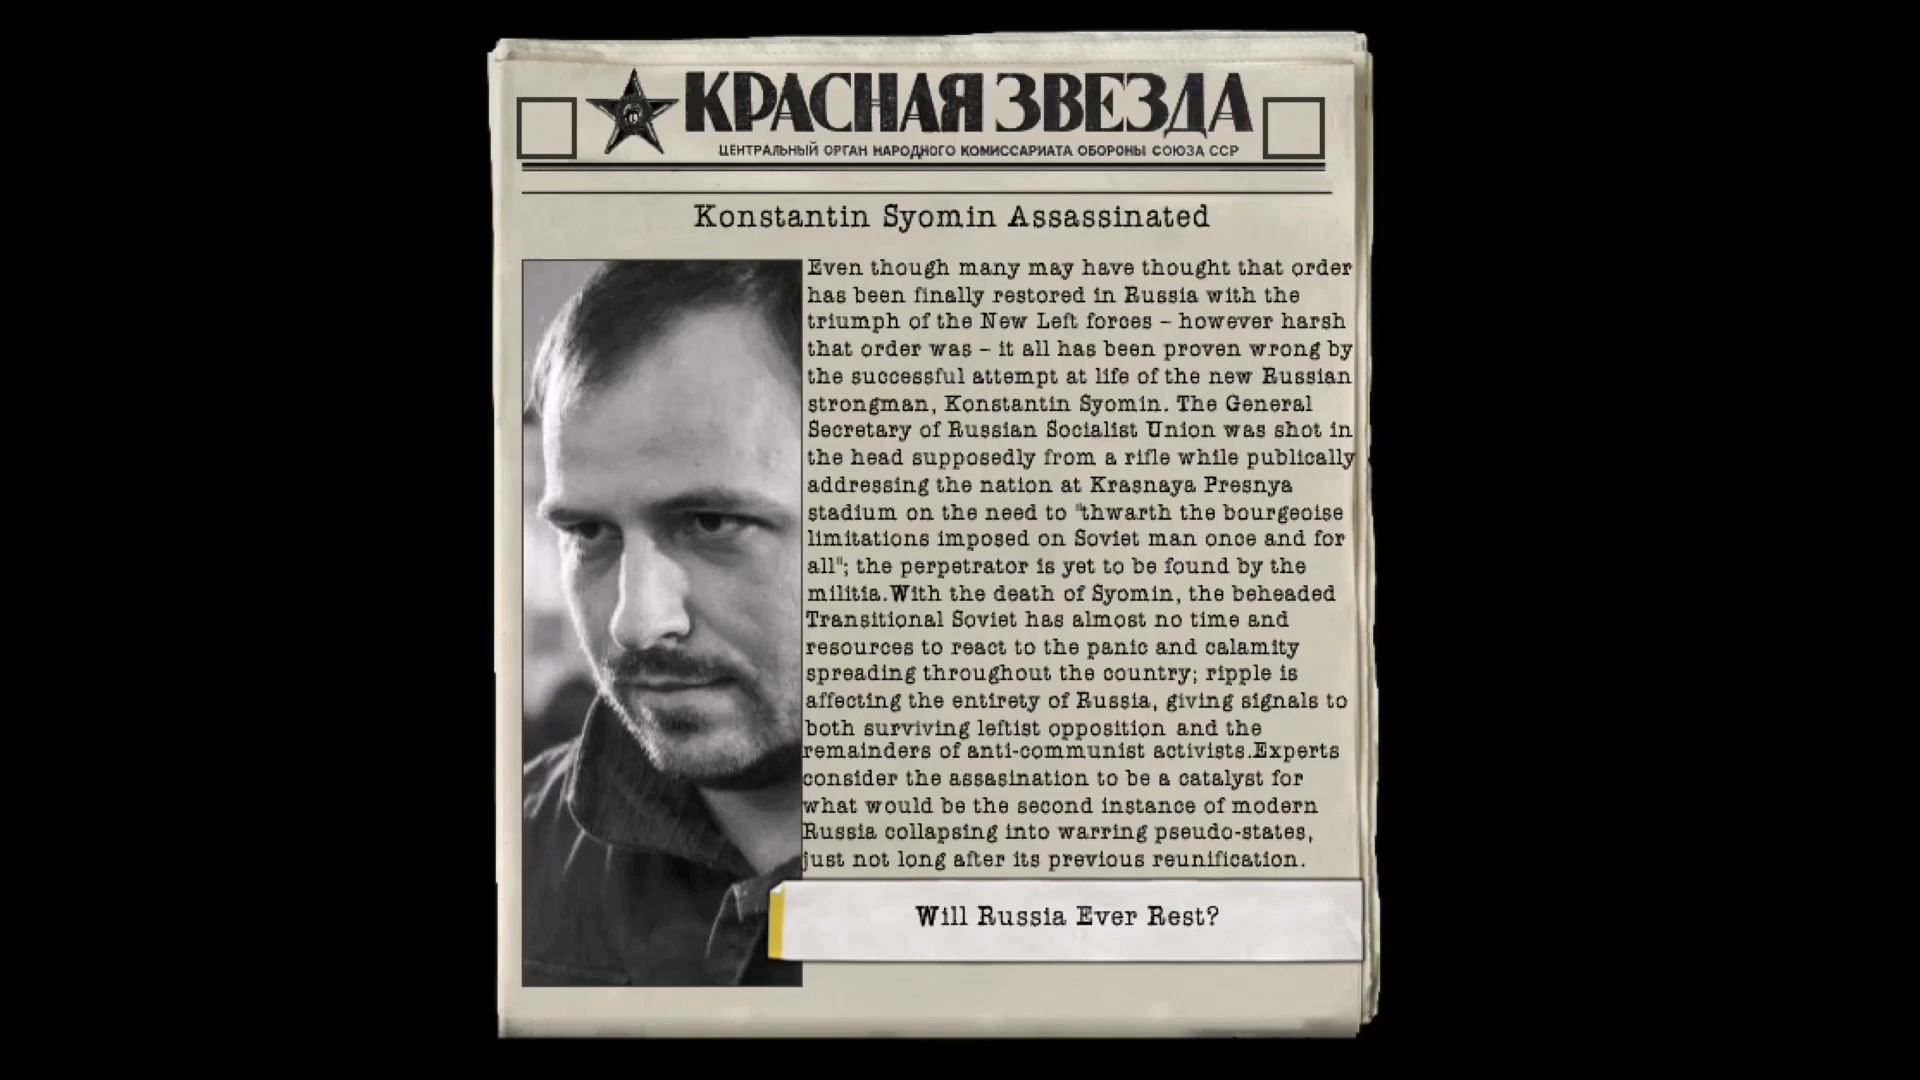 КРАСНАЯ ЗВЕЗДА
ЦЕНТРАЛЬНЫЙ ОРГАН НАРОДНОГО КОМИССАРИАТА ОБОРОНЫ СОЮЗА ССР
Konstantin Syomin Assassinated
Even though many may have thought that order
has been finally restored in Russia with the
triumph of the New Left forces – however harsh
that order was – it all has been proven wrong by
the successful attempt at life of the new Russian
strongman, Konstantin Syomin. The General
Secretary of Russian Socialist Union was shot in
the head supposedly from a rifle while publically
addressing the nation at Krasnaya Presnya
stadium on the need to "thwarth the bourgeoise
limitations imposed on Soviet man once and for
all"; the perpetrator is yet to be found by the
militia.With the death of Syomin, the beheaded
Transitional Soviet has almost no time and
resources to react to the panic and calamity
spreading throughout the country; ripple is
affecting the entirety of Russia, giving signals to
both surviving leftist opposition and the
remainders of anti-communist activists.Experts
consider the assasination to be a catalyst for
what would be the second instance of modern
Russia collapsing into warring pseudo-states,
just not long after its previous reunification.
Will Russia Ever Rest?